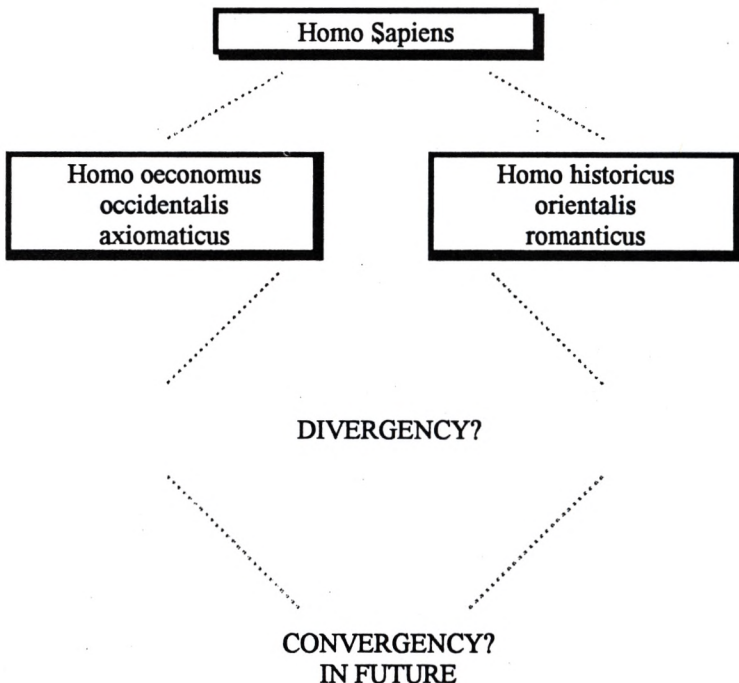 Homo Sapiens
Homo oeconomus
occidentalis
axiomaticus
Homo historicus
orientalis
romanticus
DIVERGENCY?
CONVERGENCY?
IN FUTURE